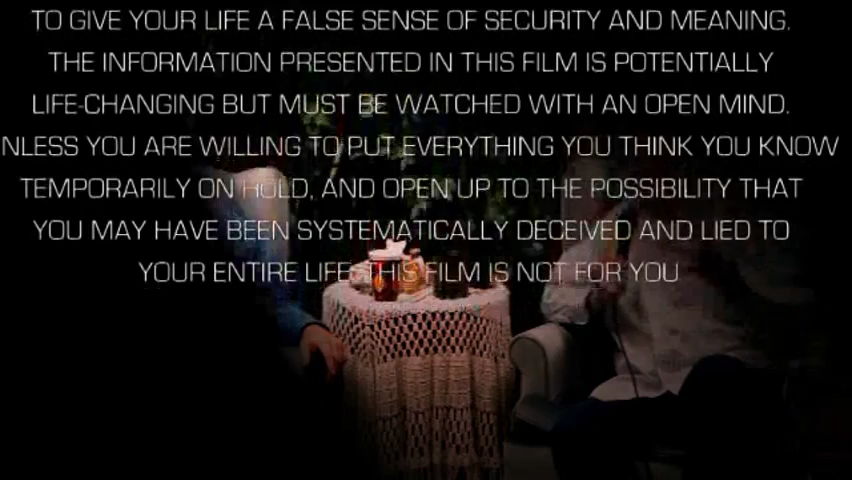 TO GIVE YOUR LIFE A FALSE SENSE OF SECURITY AND MEANING.
THE INFORMATION PRESENTED IN THIS FILM IS POTENTIALLY
LIFE-CHANGING BUT MUST BE WATCHED WITH AN OPEN MIND.
NLESS YOU ARE WILLING TO PUT EVERYTHING YOU THINK YOU KNOW
TEMPORARILY ON HOLD, AND OPEN UP TO THE POSSIBILITY THAT
YOU MAY HAVE BEEN SYSTEMATICALLY DECEIVED AND LIED TO
YOUR ENTIRE LIFE, THIS FILM IS NOT FOR YOU